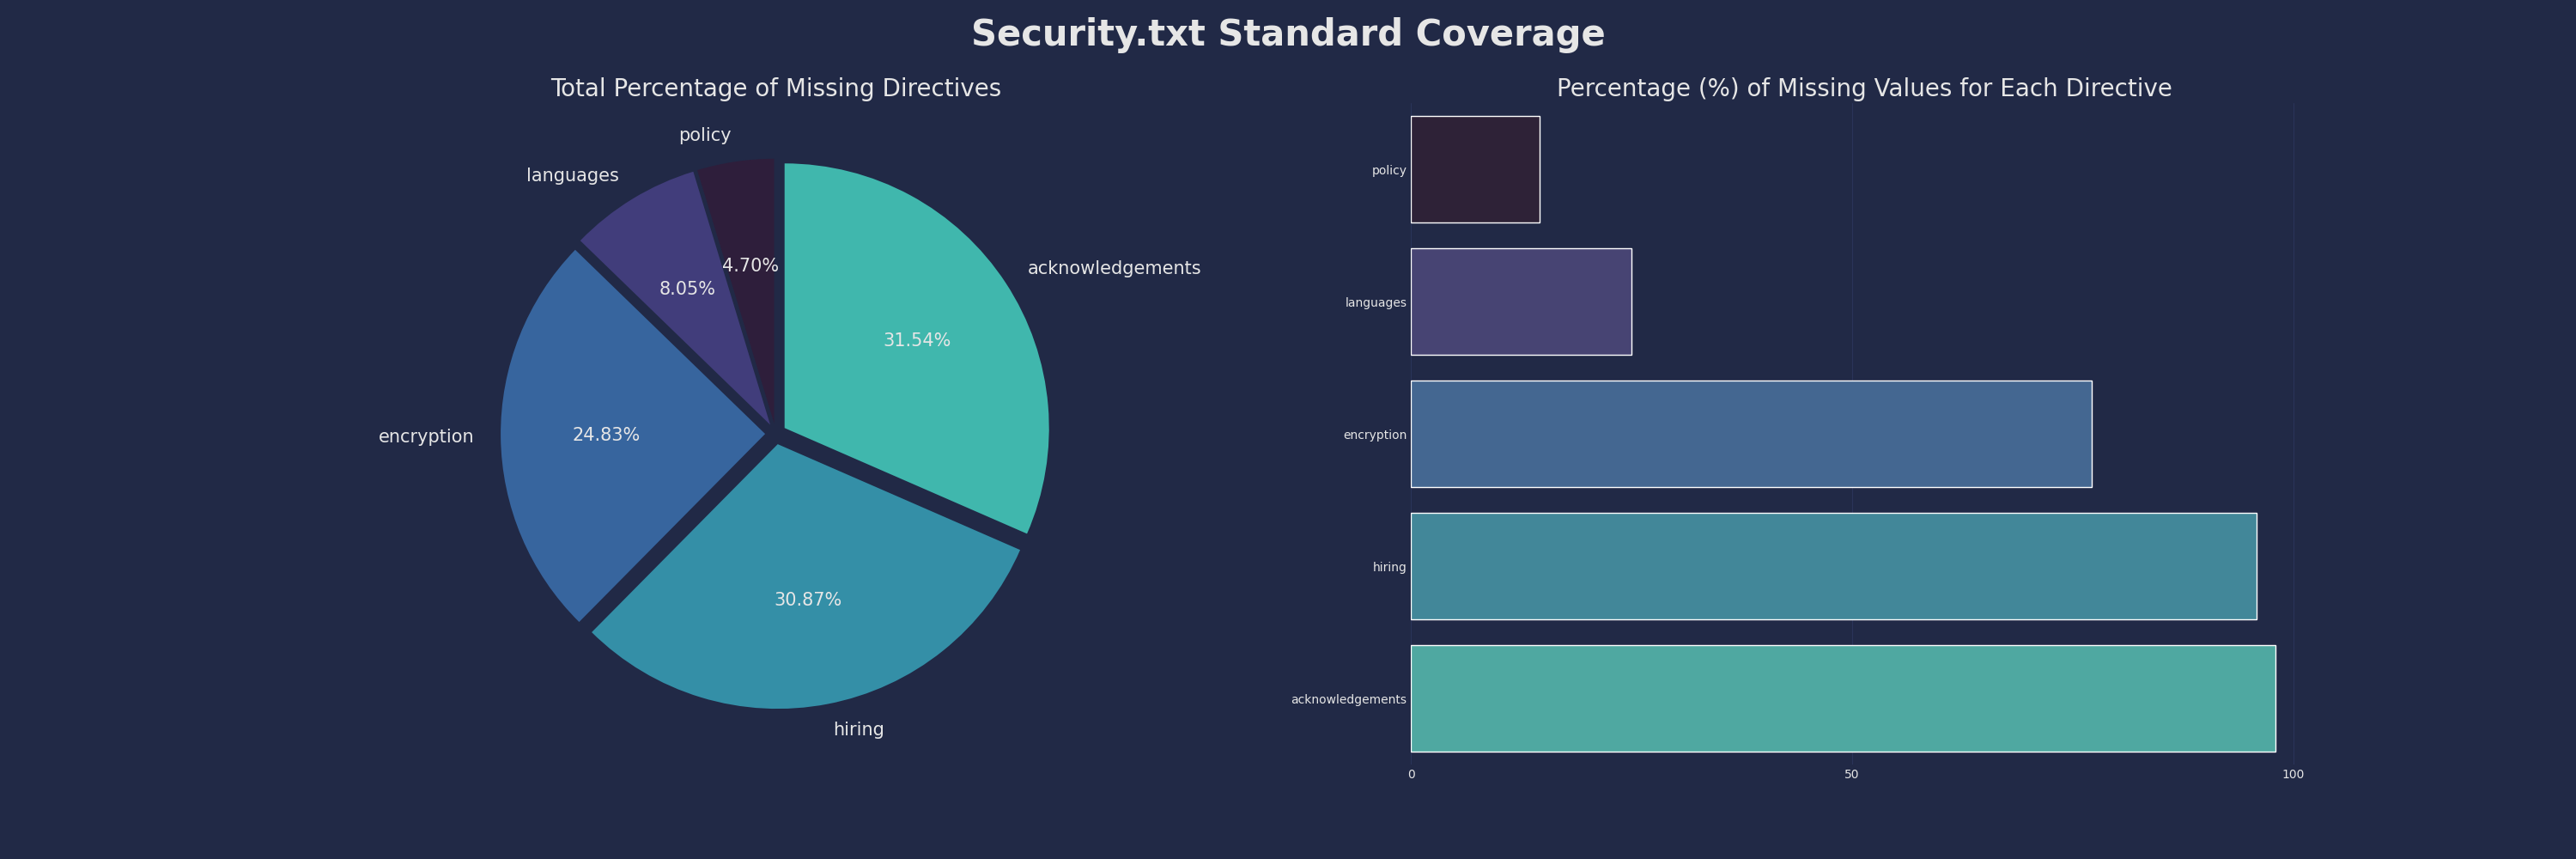 Security.txt Standard Coverage
Total Percentage of Missing Directives
policy
languages
acknowledgements
4.70%
8.05%
31.54%
encryption
24.83%
30.87%
hiring
Percentage (%) of Missing Values for Each Directive
policy
languages
encryption
hiring
acknowledgements
0 50 100